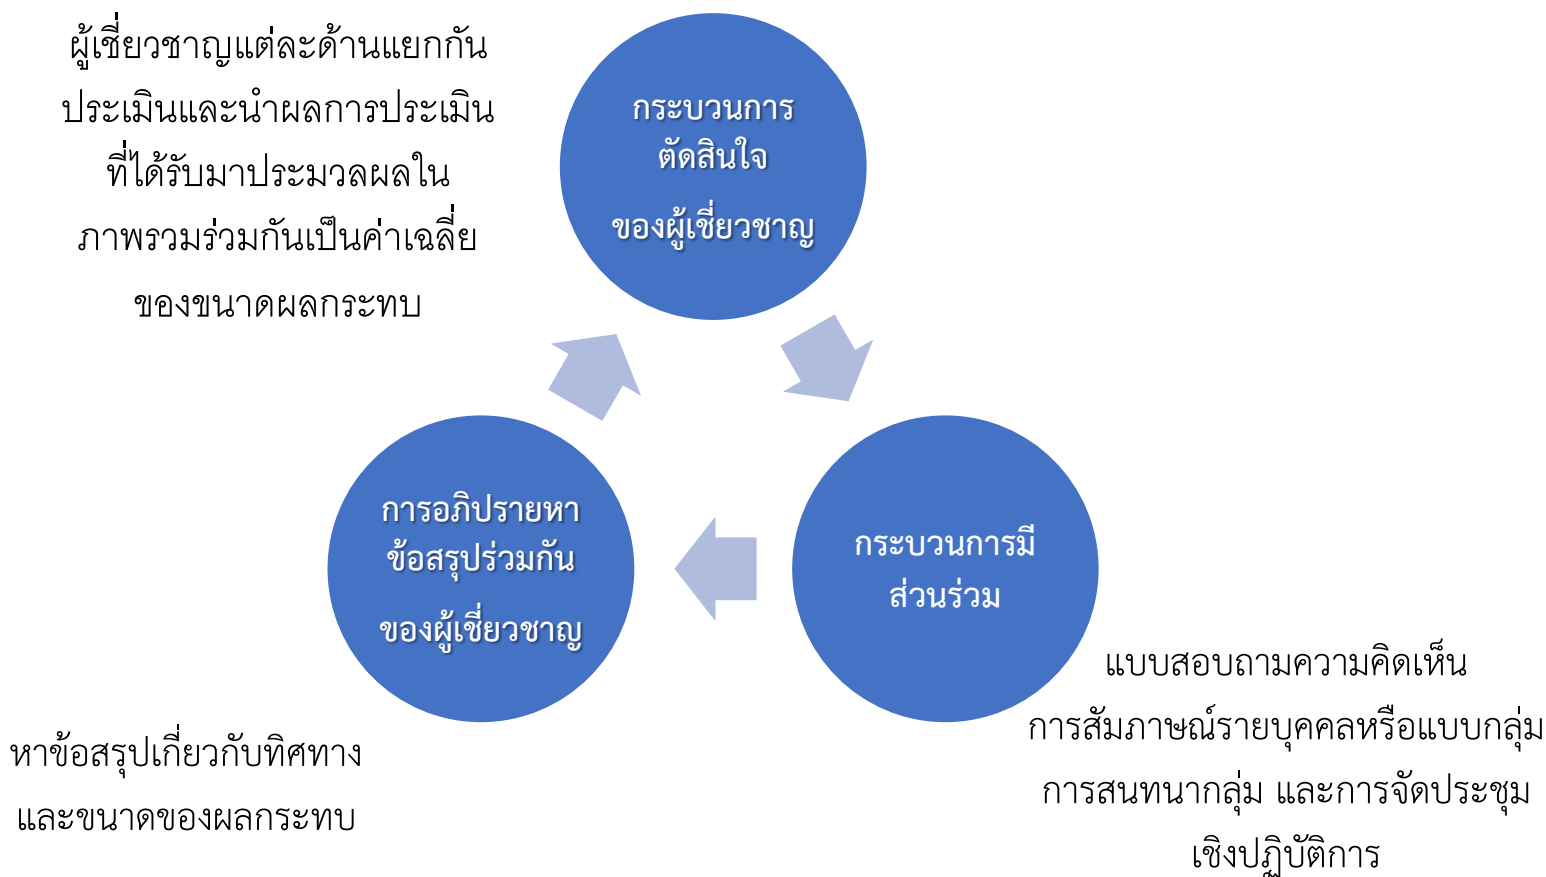 ผู้เชี่ยวชาญแต่ละด้านแยกกัน
ประเมินและนำผลการประเมิน
ที่ได้รับมาประมวลผลใน
ภาพรวมร่วมกันเป็นค่าเฉลี่ย
ของขนาดผลกระทบ
กระบวนการ
ตัดสินใจ
ของผู้เชี่ยวชาญ
การอภิปรายหา
ข้อสรุปร่วมกัน
ของผู้เชี่ยวชาญ
กระบวนการมี
ส่วนร่วม
หาข้อสรุปเกี่ยวกับทิศทาง
และขนาดของผลกระทบ
แบบสอบถามความคิดเห็น
การสัมภาษณ์รายบุคคลหรือแบบกลุ่ม
การสนทนากลุ่ม และการจัดประชุม
เชิงปฏิบัติการ